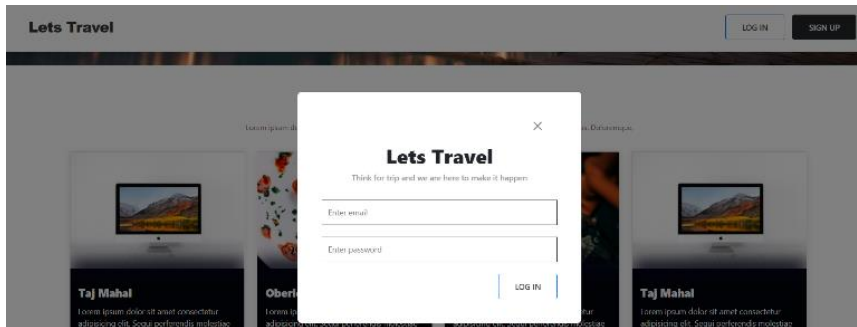 Lets Travel
LOG IN
SIGN UP
Lorem ipsum
Doloremque.
Lets Travel
Think for trip and we are here to make it happen
Enter email
Enter password
LOG IN
Taj Mahal
Lorem ipsum dolor sit amet consectetur
adipisicing elit. Sequi perferendis molestiae
Taj Mahal
Lorem ipsum dolor sit amet consectetur
adipisicing elit. Sequi perferendis molestiae